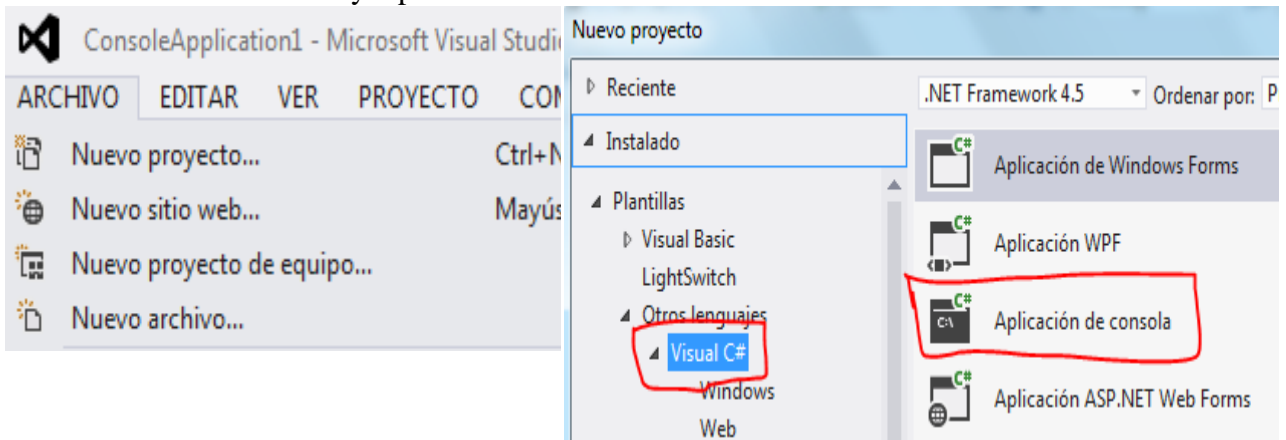 ConsoleApplication1 - Microsoft Visual Studi
ARCHIVO EDITAR VER PROYECTO COM
Nuevo proyecto... Ctrl+N
Nuevo sitio web... Mayús
Nuevo proyecto de equipo...
Nuevo archivo...
Nuevo proyecto
Reciente
Instalado
Plantillas
Visual Basic
LightSwitch
Otros lenguajes
Visual C#
Windows
Web
.NET Framework 4.5 Ordenar por: P
C# Aplicación de Windows Forms
C# Aplicación WPF
C# C:\ Aplicación de consola
C# Aplicación ASP.NET Web Forms